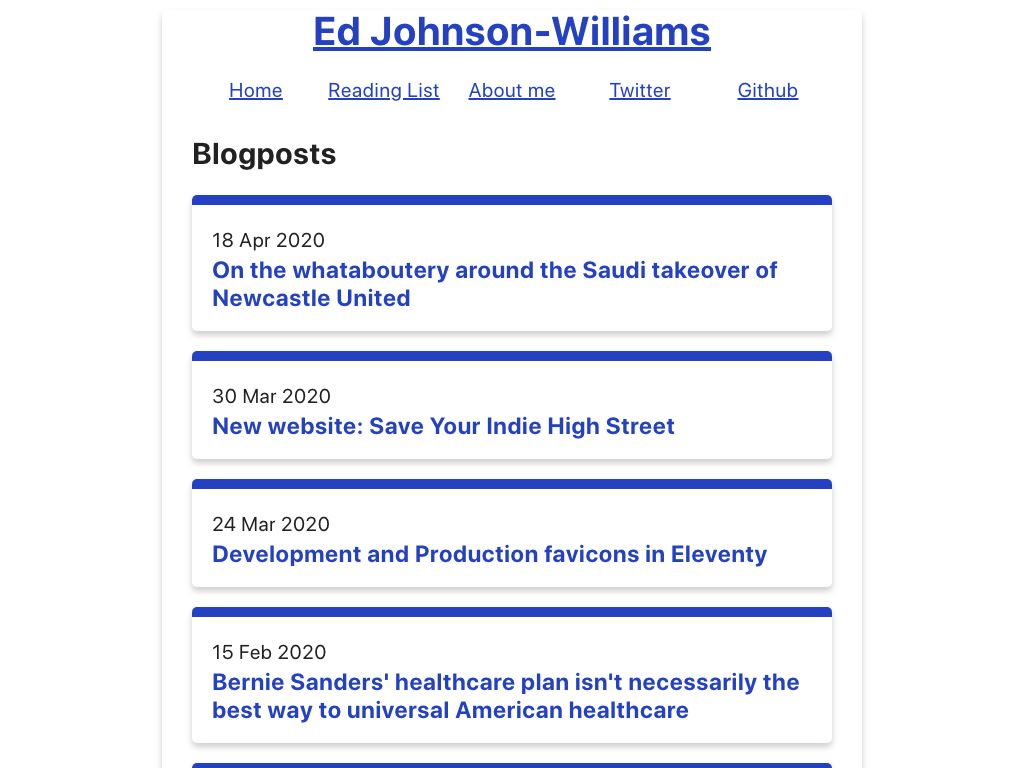 Ed Johnson-Williams
Home Reading List About me Twitter Github
Blogposts
18 Apr 2020
On the whataboutery around the Saudi takeover of
Newcastle United
30 Mar 2020
New website: Save Your Indie High Street
24 Mar 2020
Development and Production favicons in Eleventy
15 Feb 2020
Bernie Sanders' healthcare plan isn't necessarily the
best way to universal American healthcare